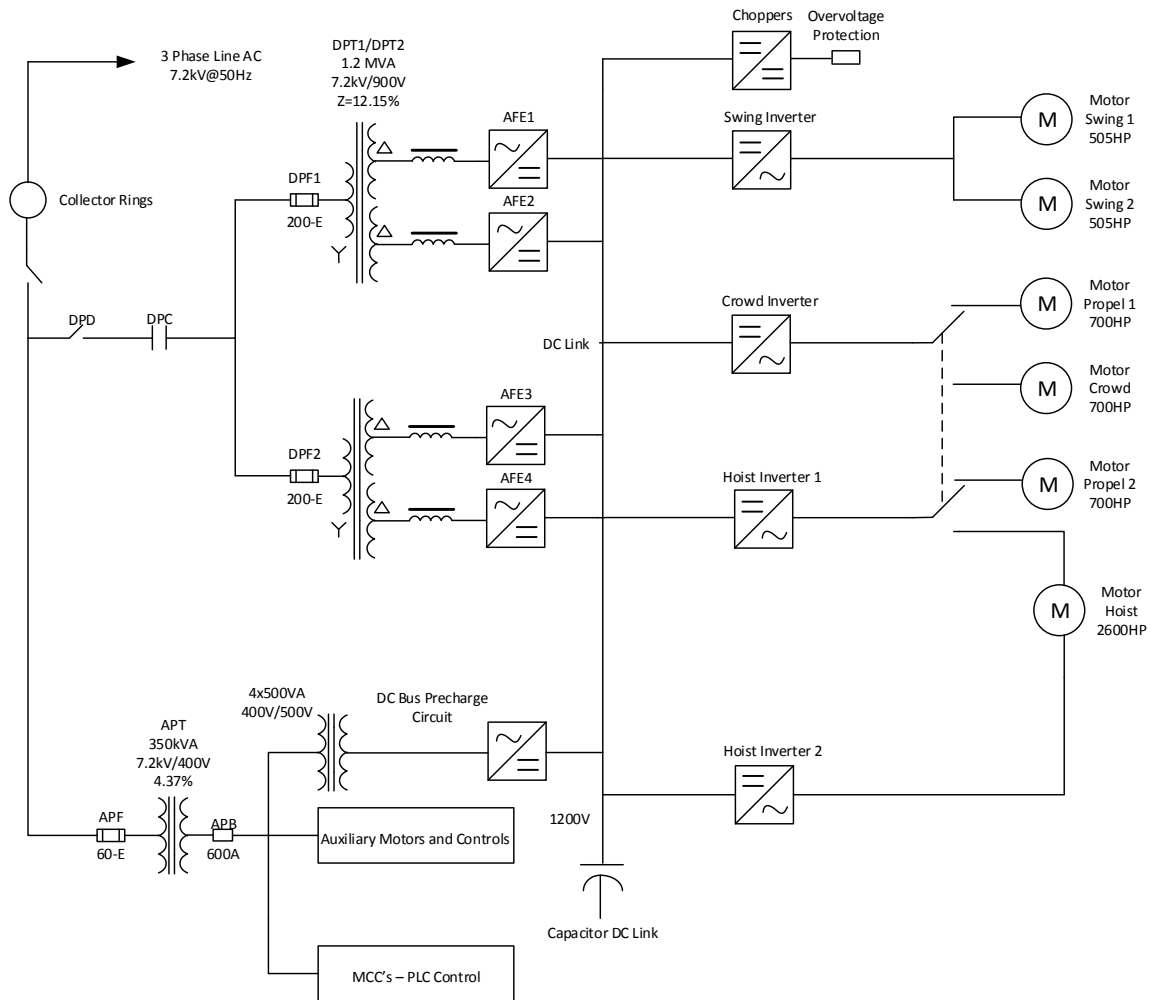 Choppers
Overvoltage
Protection
3 Phase Line AC
7.2kV@50Hz
DPT1/DPT2
1.2 MVA
7.2kV/900V
Z=12.15%
AFE1
Swing Inverter
Motor
Swing 1
505HP
M
DPF1
200-E
Collector Rings
AFE2
Motor
Swing 2
505HP
M
DPD
DPC
Crowd Inverter
Motor
Propel 1
700HP
M
DC Link
AFE3
Motor
Crowd
700HP
M
DPF2
200-E
AFE4
Hoist Inverter 1
Motor
Propel 2
700HP
M
Motor
Hoist
2600HP
M
4x500VA
400V/500V
DC Bus Precharge
Circuit
APT
350kVA
7.2kV/400V
4.37%
Hoist Inverter 2
APF
60-E
APB
600A
1200V
Auxiliary Motors and Controls
Capacitor DC Link
MCC's – PLC Control